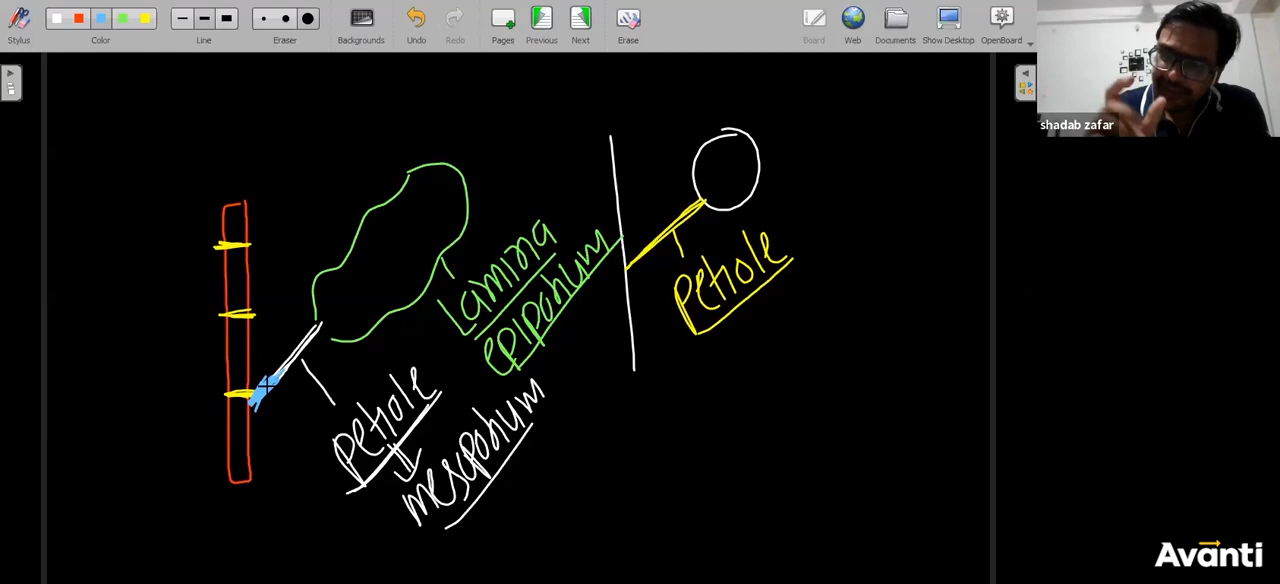 Stylus
Color
Line
Eraser
Backgrounds
Undo
Redo
Pages
Previous
Next
Erase
Board
Web
Documents
Show Desktop
OpenBoard
shadab zafar
Lamina
epipodium
Petiole
mesopodium
Petiole
Avanti